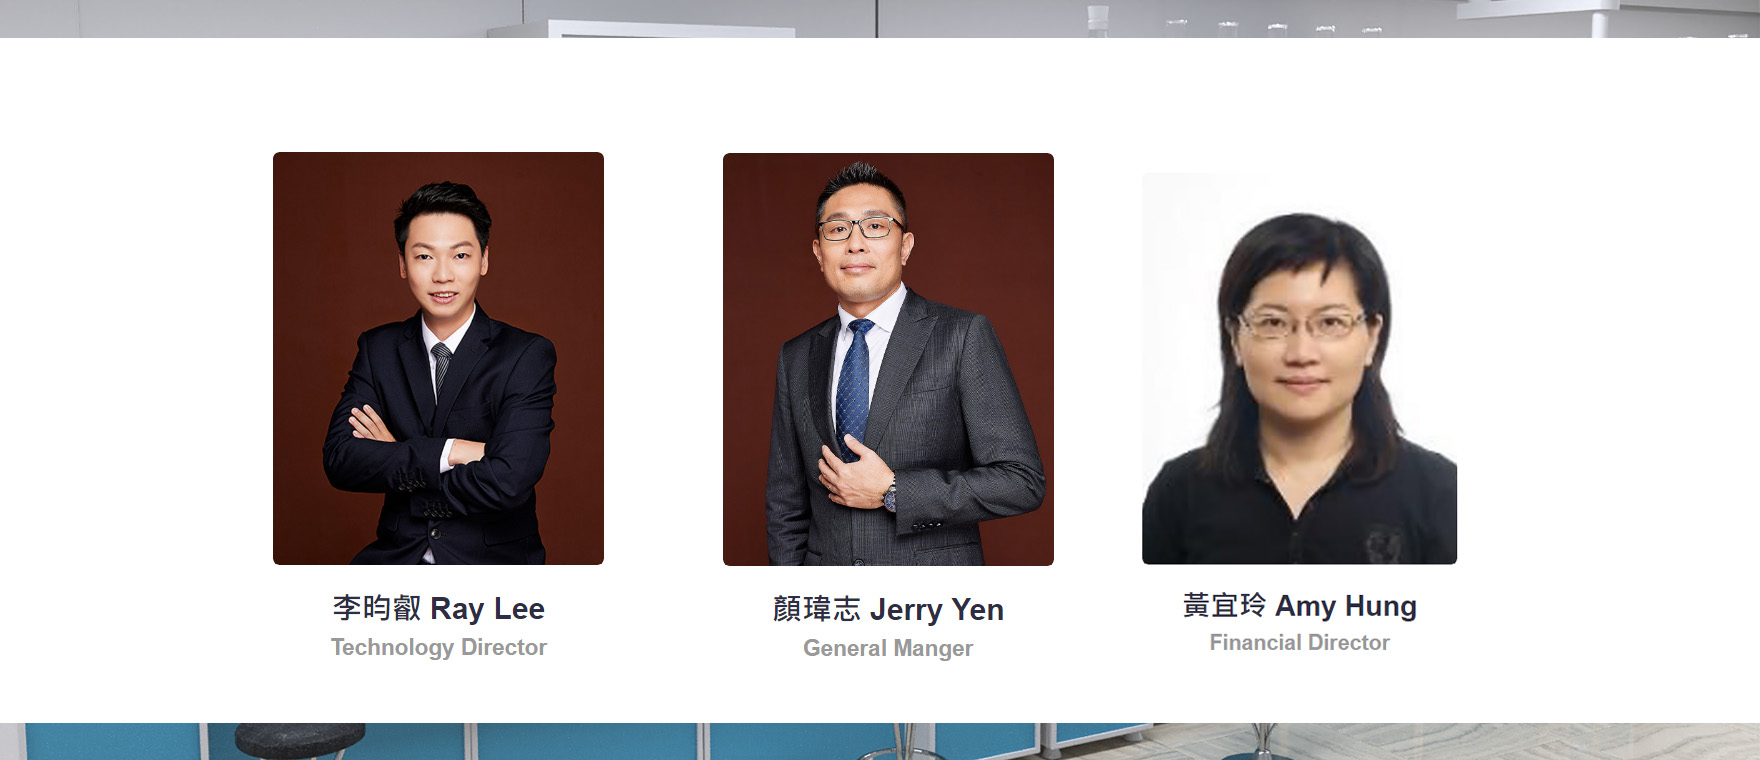 李昀叡 Ray Lee
Technology Director
顏瑋志 Jerry Yen
General Manger
黃宜玲 Amy Hung
Financial Director